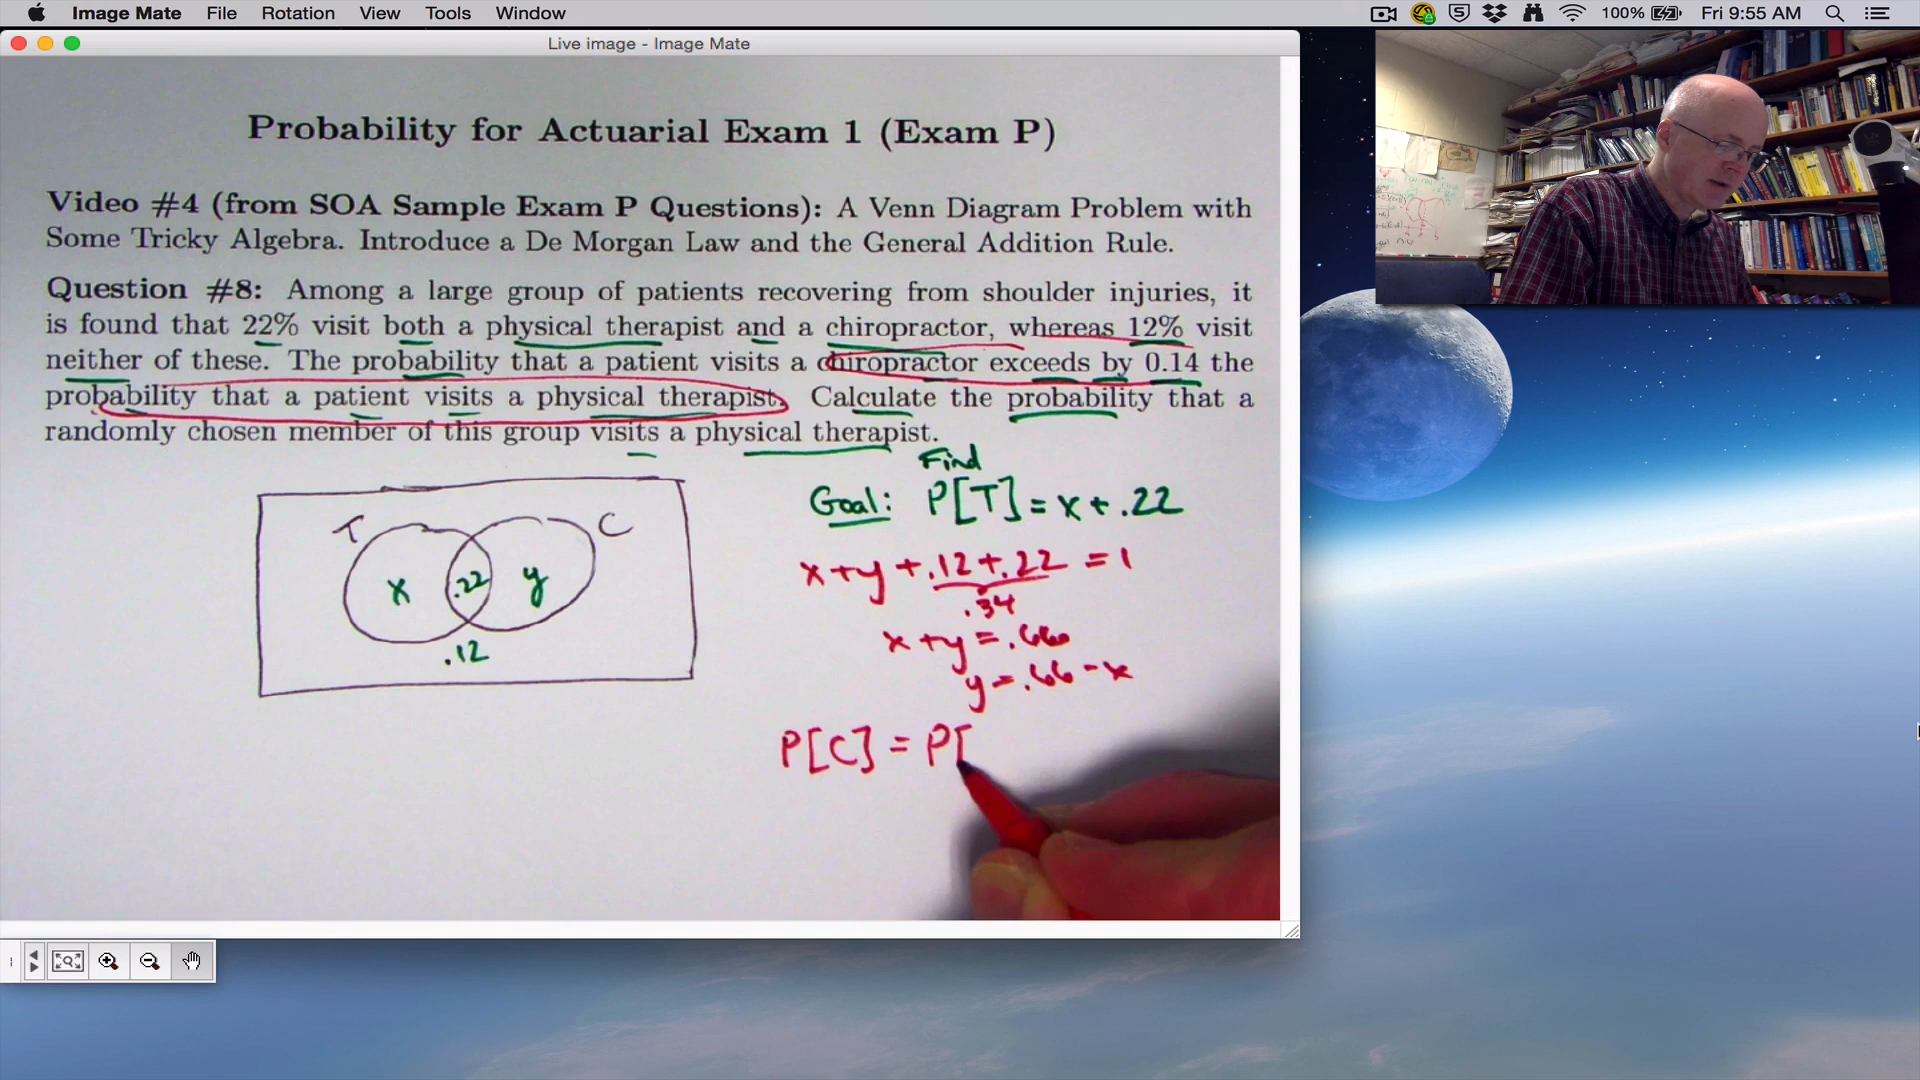 Image Mate File Rotation View Tools Window 100% Fri 9:55 AM
Live image - Image Mate
Probability for Actuarial Exam 1 (Exam P)
Video #4 (from SOA Sample Exam P Questions): A Venn Diagram Problem with
Some Tricky Algebra. Introduce a De Morgan Law and the General Addition Rule.
Question #8: Among a large group of patients recovering from shoulder injuries, it
is found that 22% visit both a physical therapist and a chiropractor, whereas 12% visit
neither of these. The probability that a patient visits a chiropractor exceeds by 0.14 the
probability that a patient visits a physical therapist. Calculate the probability that a
randomly chosen member of this group visits a physical therapist.
T C
x .22 y
.12
Find
Goal: P[T] = x + .22
x + y + .12 + .22 = 1
.34
x + y = .66
y = .66 - x
P[C] = P[